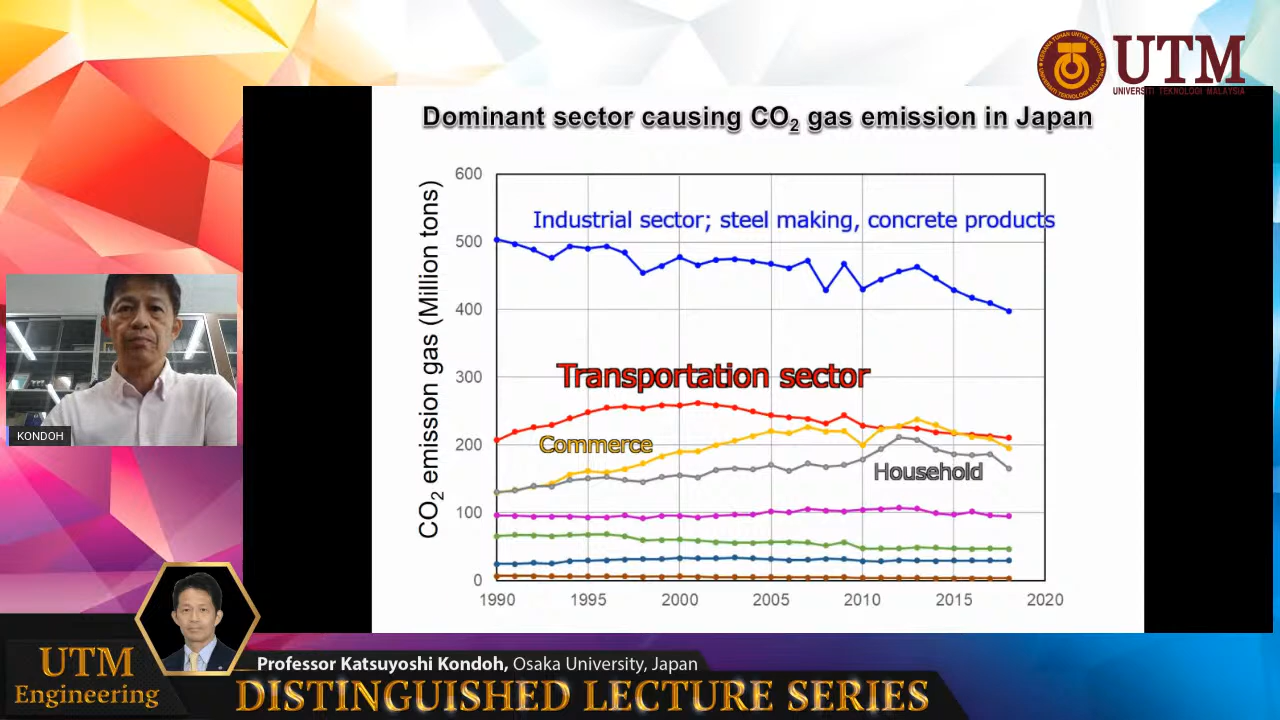 UTM
UNIVERSITI TEKNOLOGI MALAYSIA
Dominant sector causing CO2 gas emission in Japan
CO2 emission gas (Million tons)
600
500
400
300
200
100
0
Industrial sector; steel making, concrete products
Transportation sector
Commerce
Household
1990 1995 2000 2005 2010 2015 2020
KONDOH
UTM
Engineering
Professor Katsuyoshi Kondoh, Osaka University, Japan
DISTINGUISHED LECTURE SERIES